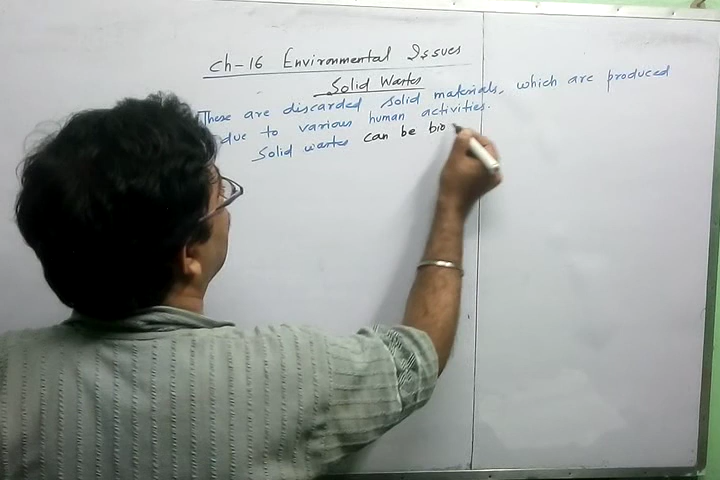 Ch-16 Environmental Issues
Solid Wastes
These are discarded solid materials, which are produced
due to various human activities.
Solid wastes can be bio